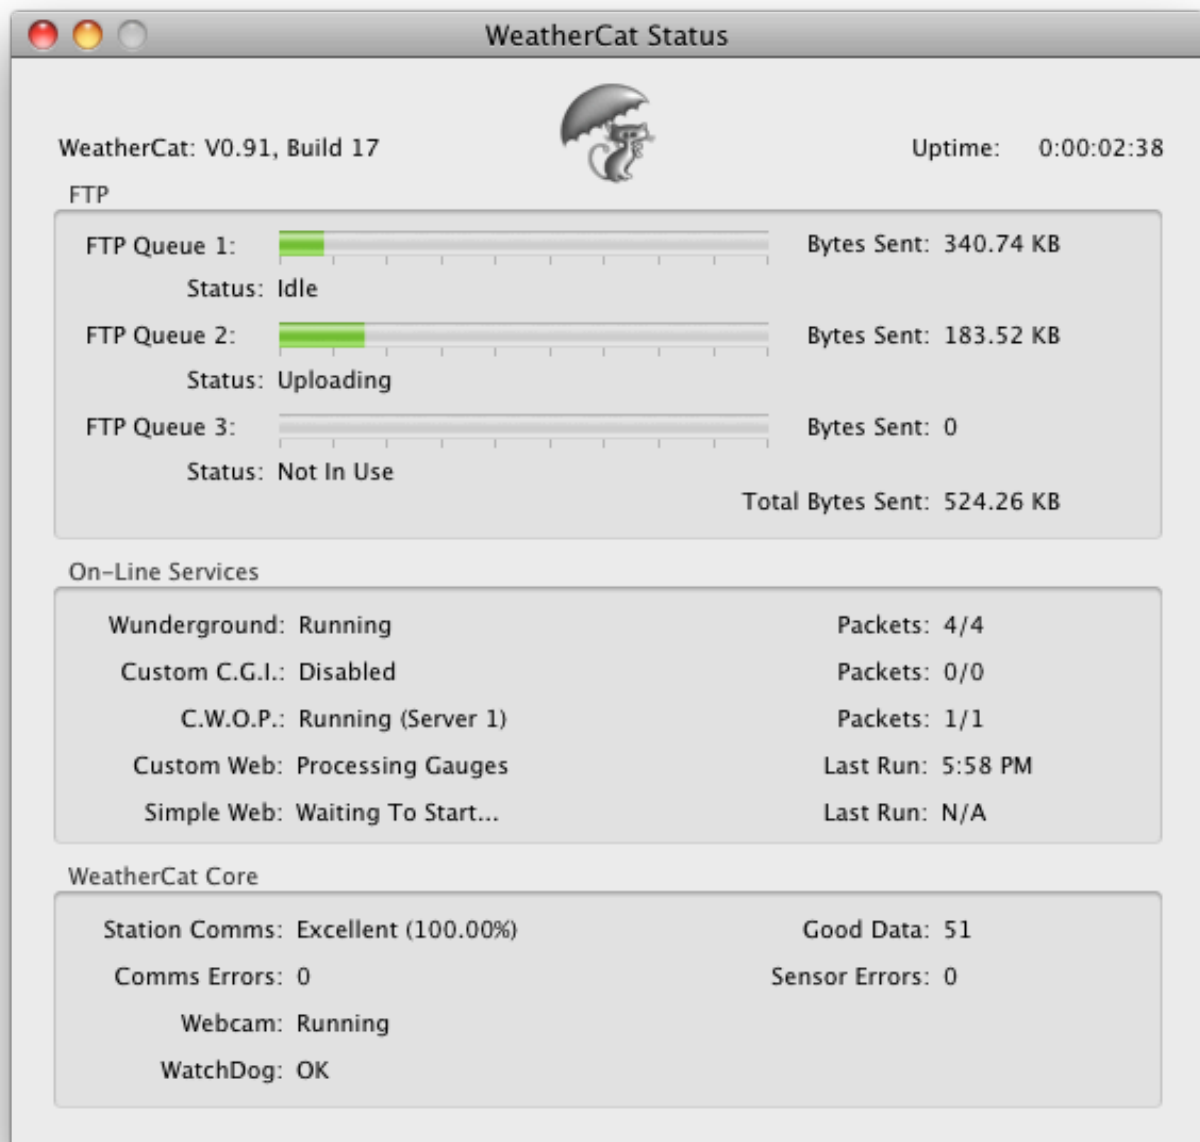 WeatherCat Status
WeatherCat: V0.91, Build 17 Uptime: 0:00:02:38
FTP
FTP Queue 1: Bytes Sent: 340.74 KB
Status: Idle
FTP Queue 2: Bytes Sent: 183.52 KB
Status: Uploading
FTP Queue 3: Bytes Sent: 0
Status: Not In Use
Total Bytes Sent: 524.26 KB
On-Line Services
Wunderground: Running Packets: 4/4
Custom C.G.I.: Disabled Packets: 0/0
C.W.O.P.: Running (Server 1) Packets: 1/1
Custom Web: Processing Gauges Last Run: 5:58 PM
Simple Web: Waiting To Start... Last Run: N/A
WeatherCat Core
Station Comms: Excellent (100.00%) Good Data: 51
Comms Errors: 0 Sensor Errors: 0
Webcam: Running
WatchDog: OK